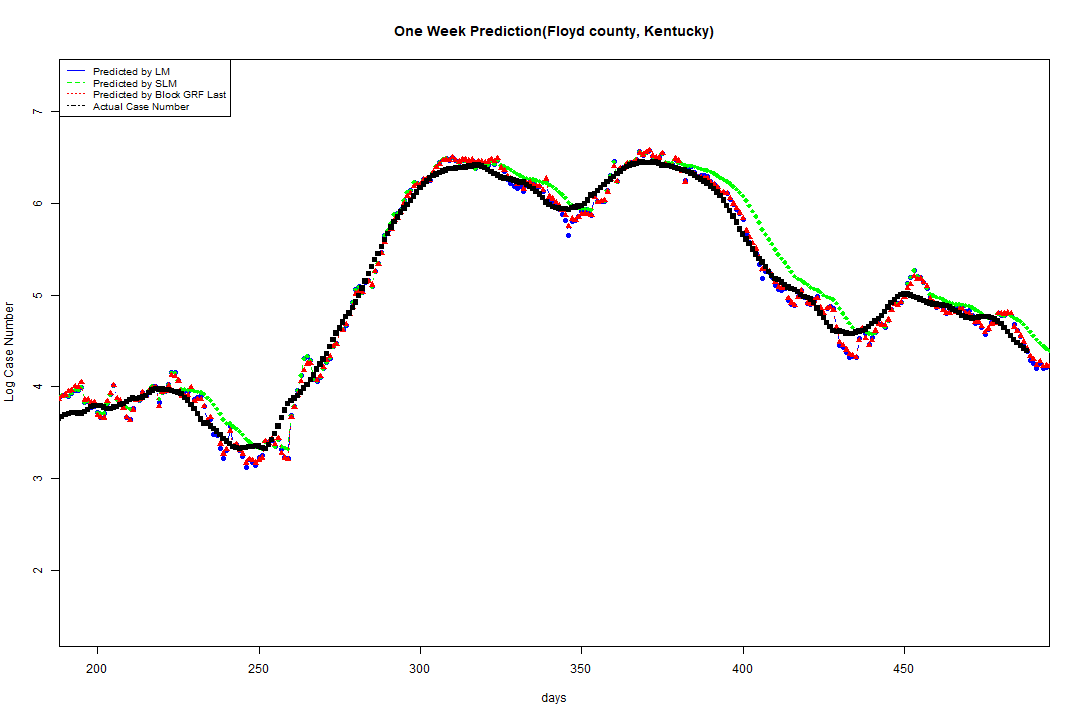 One Week Prediction(Floyd county, Kentucky)
Predicted by LM
Predicted by SLM
Predicted by Block GRF Last
Actual Case Number
7
6
5
4
3
2
Log Case Number
200 250 300 350 400 450
days